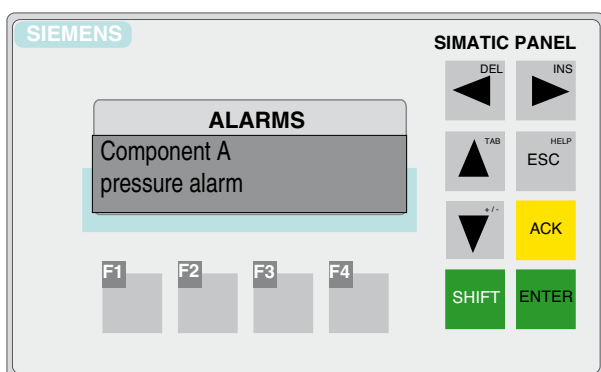 SIEMENS
SIMATIC PANEL
DEL
INS
ALARMS
Component A
pressure alarm
TAB
HELP
ESC
+/-
ACK
F1 F2 F3 F4
SHIFT ENTER